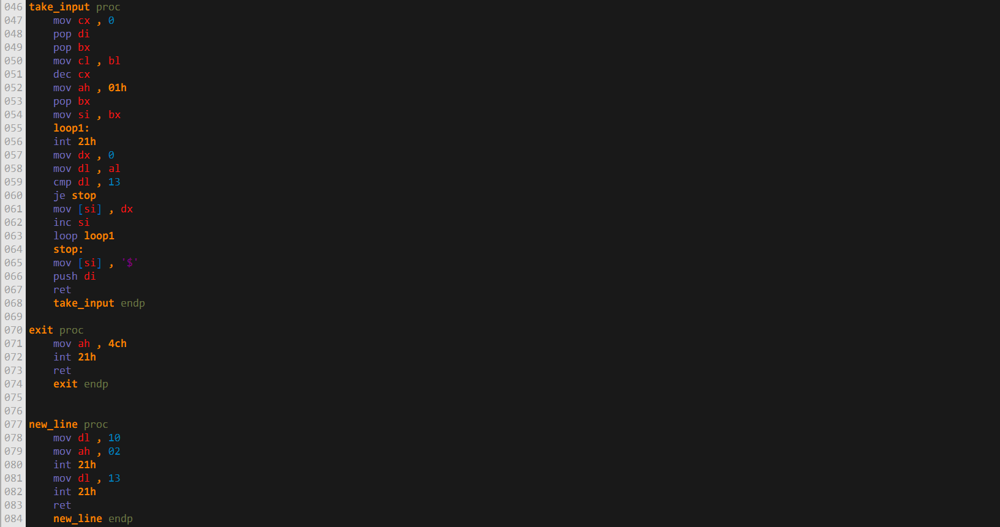 046 take_input proc
047 mov cx , 0
048 pop di
049 pop bx
050 mov cl , bl
051 dec cx
052 mov ah , 01h
053 pop bx
054 mov si , bx
055 loop1:
056 int 21h
057 mov dx , 0
058 mov dl , al
059 cmp dl , 13
060 je stop
061 mov [si] , dx
062 inc si
063 loop loop1
064 stop:
065 mov [si] , '$'
066 push di
067 ret
068 take_input endp
069
070 exit proc
071 mov ah , 4ch
072 int 21h
073 ret
074 exit endp
075
076
077 new_line proc
078 mov dl , 10
079 mov ah , 02
080 int 21h
081 mov dl , 13
082 int 21h
083 ret
084 new_line endp